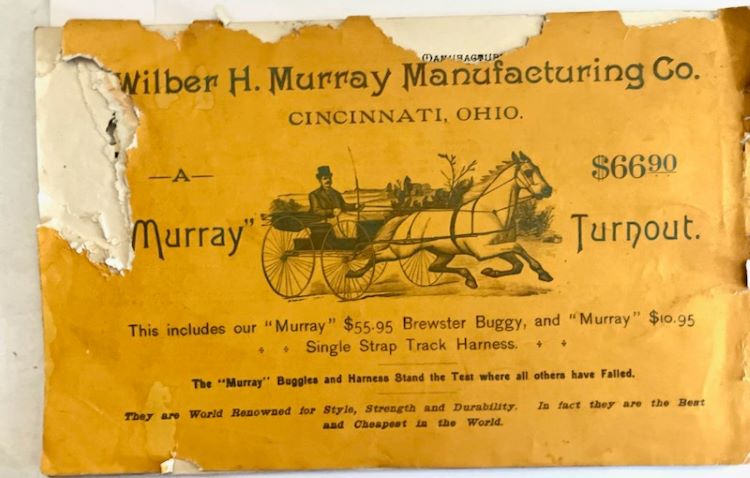 Wilber H. Murray Manufacturing Co.
CINCINNATI, OHIO.
—A—
$66.90
Murray"
Turnout.
This includes our "Murray" $55.95 Brewster Buggy, and "Murray" $10.95
Single Strap Track Harness.
The "Murray" Buggies and Harness Stand the Test where all others have Failed.
They are World Renowned for Style, Strength and Durability. In fact they are the Best
and Cheapest in the World.